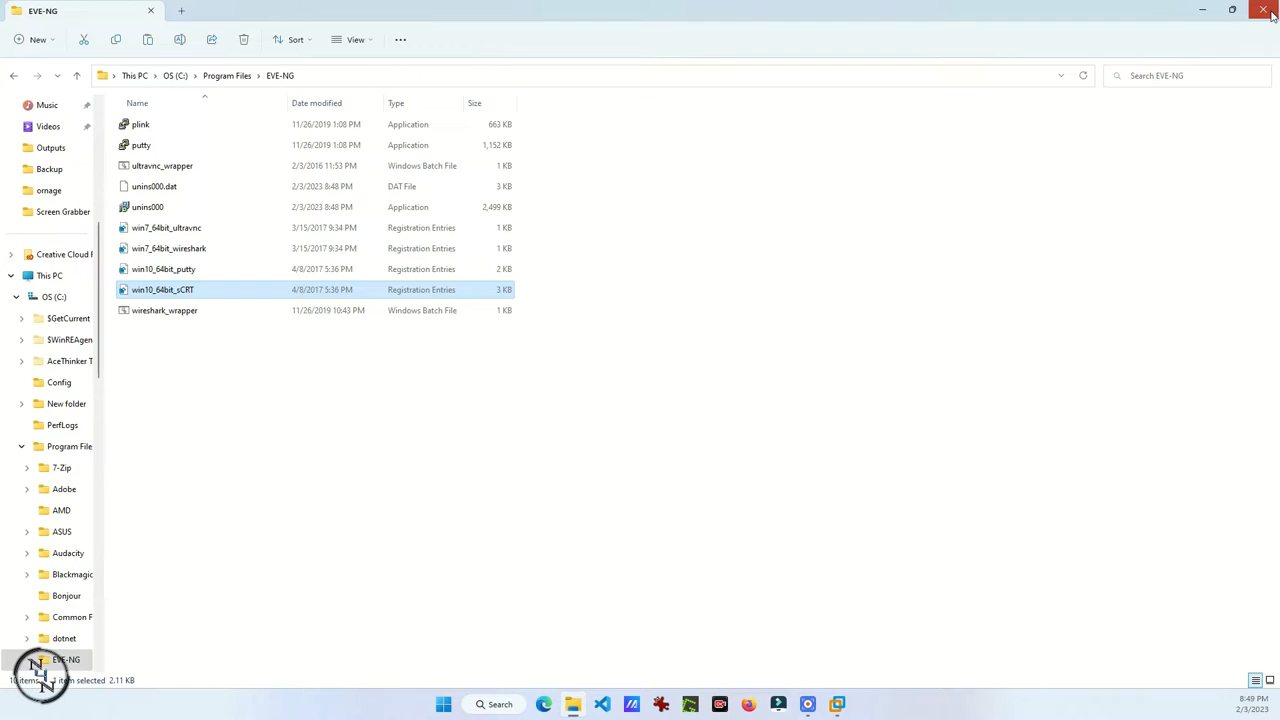 EVE-NG
New
Sort
View
This PC > OS (C:) > Program Files > EVE-NG
Search EVE-NG
Music
Videos
Outputs
Backup
ornage
Screen Grabber
Creative Cloud F
This PC
OS (C:)
$GetCurrent
$WinREAgen
AceThinker T
Config
New folder
PerfLogs
Program File
7-Zip
Adobe
AMD
ASUS
Audacity
Blackmagic
Bonjour
Common F
dotnet
EVE-NG
Name Date modified Type Size
plink 11/26/2019 1:08 PM Application 663 KB
putty 11/26/2019 1:08 PM Application 1,152 KB
ultravnc_wrapper 2/3/2016 11:53 PM Windows Batch File 1 KB
unins000.dat 2/3/2023 8:48 PM DAT File 3 KB
unins000 2/3/2023 8:48 PM Application 2,499 KB
win7_64bit_ultravnc 3/15/2017 9:34 PM Registration Entries 1 KB
win7_64bit_wireshark 3/15/2017 9:34 PM Registration Entries 1 KB
win10_64bit_putty 4/8/2017 5:36 PM Registration Entries 2 KB
win10_64bit_sCRT 4/8/2017 5:36 PM Registration Entries 3 KB
wireshark_wrapper 11/26/2019 10:43 PM Windows Batch File 1 KB
N4N
10 items 1 item selected 2.11 KB
Search
8:49 PM
2/3/2023